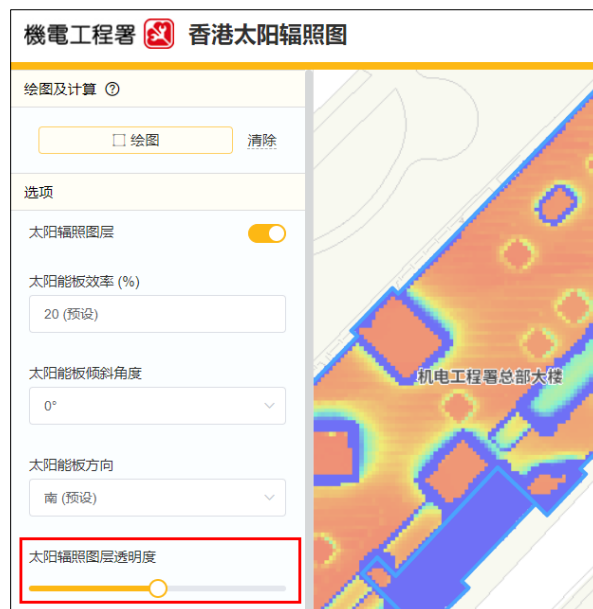 機電工程署 香港太阳辐照图
绘图及计算 ?
绘图 清除
选项
太阳辐照图层
太阳能板效率 (%)
20 (预设)
太阳能板倾斜角度
0°
太阳能板方向
南 (预设)
太阳辐照图层透明度
机电工程署总部大楼